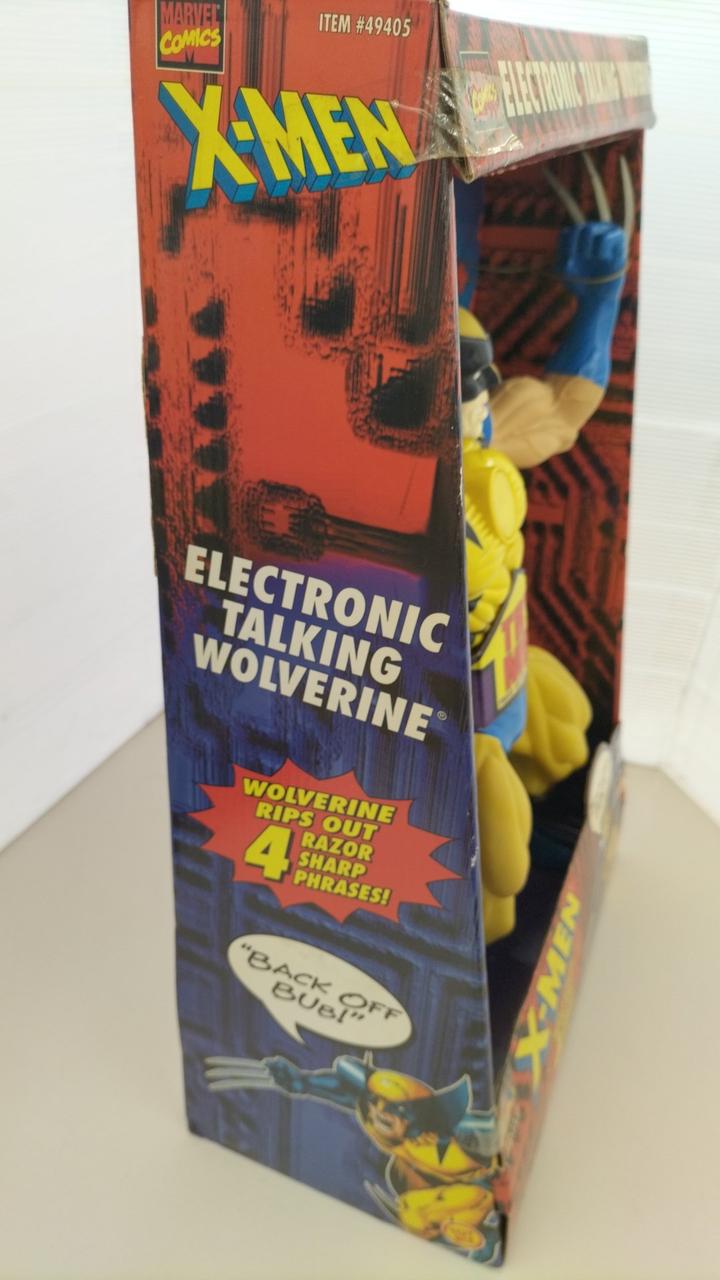 MARVEL
COMICS
ITEM #49405
X-MEN
ELECTRONIC
TALKING
WOLVERINE®
WOLVERINE
RIPS OUT
4 RAZOR
SHARP
PHRASES!
"BACK OFF
BUB!"
COMICS
ELECTRONIC TALKING
X-MEN